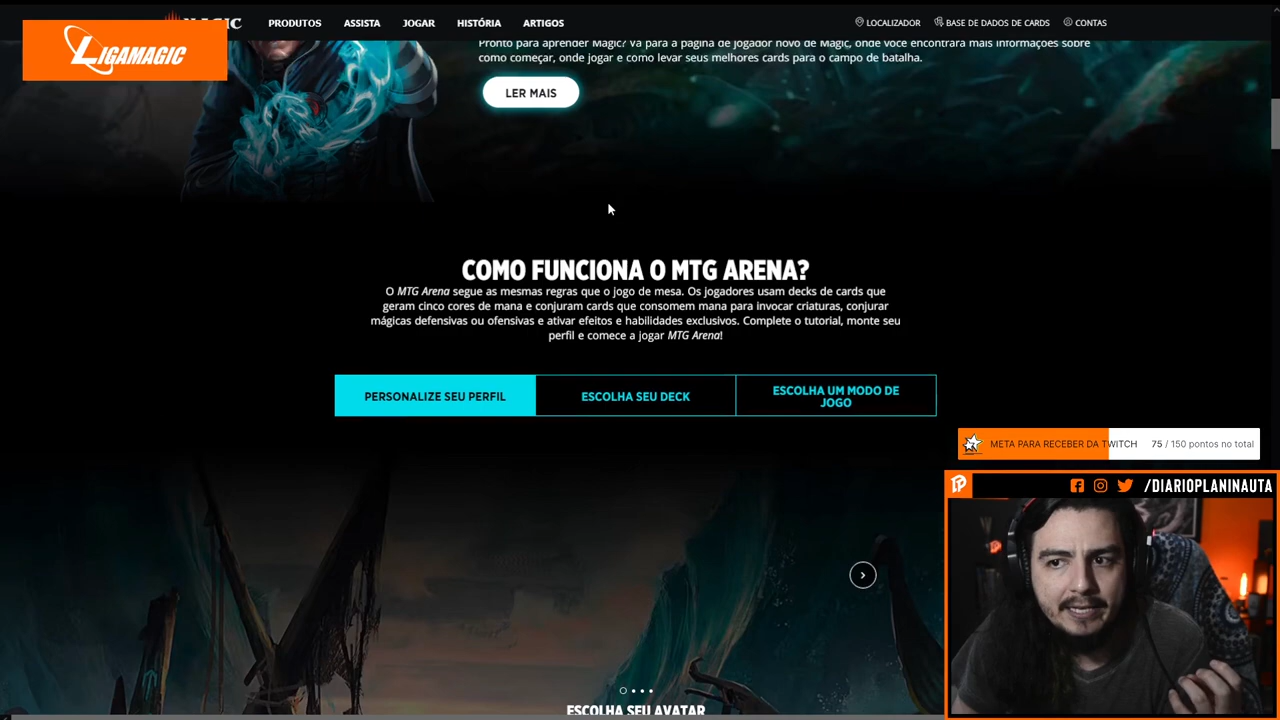 MAGIC
PRODUTOS ASSISTA JOGAR HISTÓRIA ARTIGOS LOCALIZADOR BASE DE DADOS DE CARDS CONTAS
LIGAMAGIC
Pronto para aprender Magic? Vá para a página de jogador novo de Magic, onde você encontrará mais informações sobre
como começar, onde jogar e como levar seus melhores cards para o campo de batalha.
LER MAIS
COMO FUNCIONA O MTG ARENA?
O MTG Arena segue as mesmas regras que o jogo de mesa. Os jogadores usam decks de cards que
geram cinco cores de mana e conjuram cards que consomem mana para invocar criaturas, conjurar
mágicas defensivas ou ofensivas e ativar efeitos e habilidades exclusivos. Complete o tutorial, monte seu
perfil e comece a jogar MTG Arena!
PERSONALIZE SEU PERFIL
ESCOLHA SEU DECK
ESCOLHA UM MODO DE
JOGO
META PARA RECEBER DA TWITCH 75 / 150 pontos no total
/DIARIOPLANINAUTA
ESCOLHA SEU AVATAR